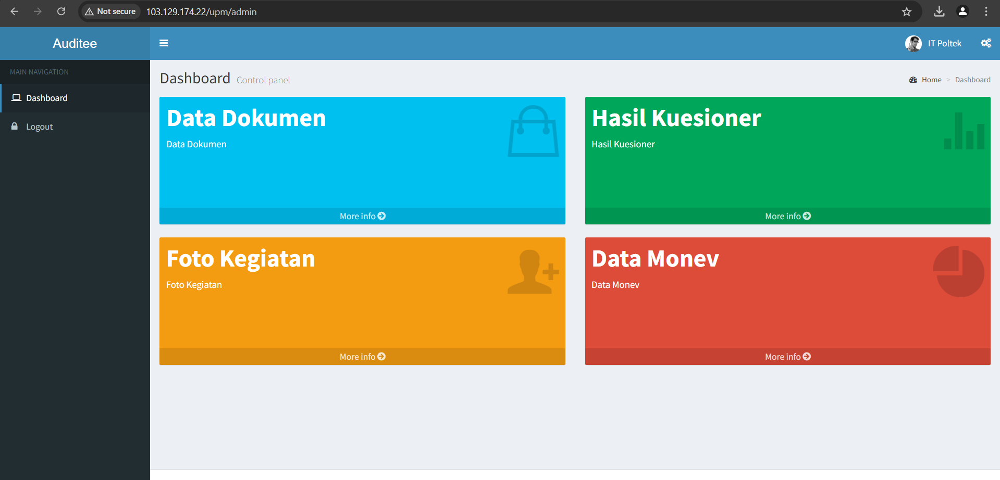 Not secure 103.129.174.22/upm/admin
Auditee
IT Poltek
MAIN NAVIGATION
Dashboard
Logout
Dashboard Control panel
Home > Dashboard
Data Dokumen
Data Dokumen
More info
Hasil Kuesioner
Hasil Kuesioner
More info
Foto Kegiatan
Foto Kegiatan
More info
Data Monev
Data Monev
More info